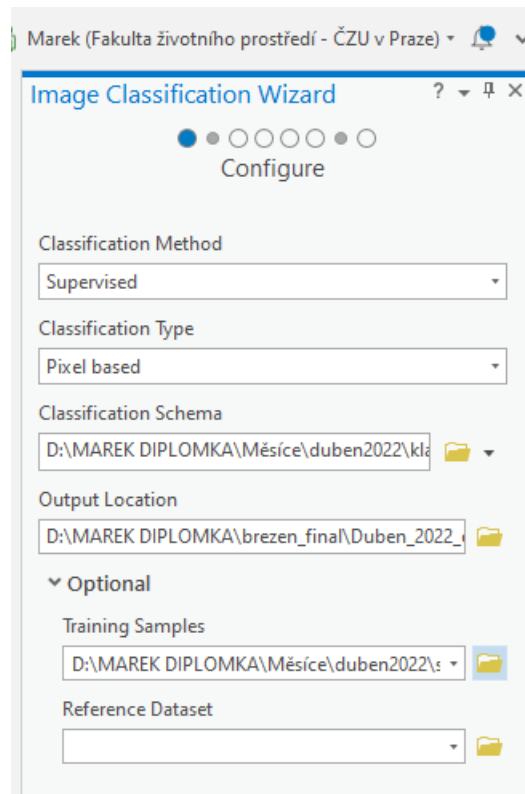 Marek (Fakulta životního prostředí - ČZU v Praze)
Image Classification Wizard
?
Configure
Classification Method
Supervised
Classification Type
Pixel based
Classification Schema
D:\MAREK DIPLOMKA\Měsíce\duben2022\kla
Output Location
D:\MAREK DIPLOMKA\brezen_final\Duben_2022_
Optional
Training Samples
D:\MAREK DIPLOMKA\Měsíce\duben2022\s
Reference Dataset